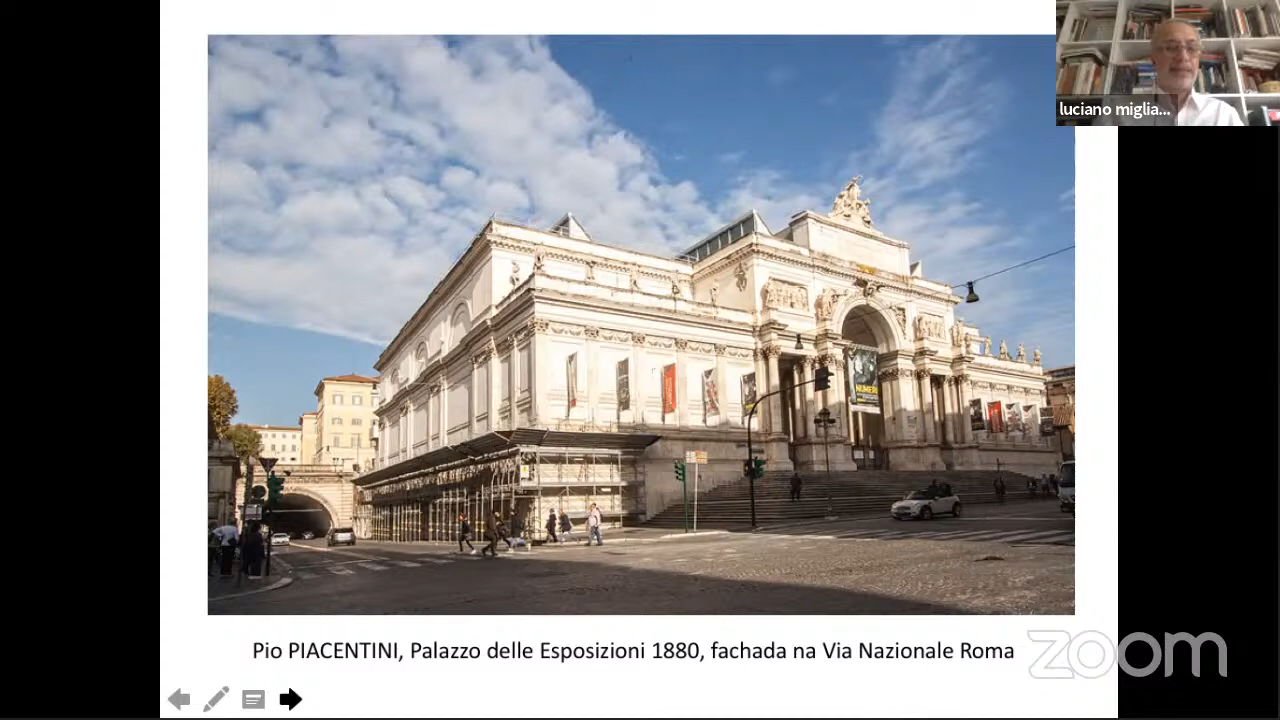 luciano miglia...
NUMERI
Pio PIACENTINI, Palazzo delle Esposizioni 1880, fachada na Via Nazionale Roma
zoom